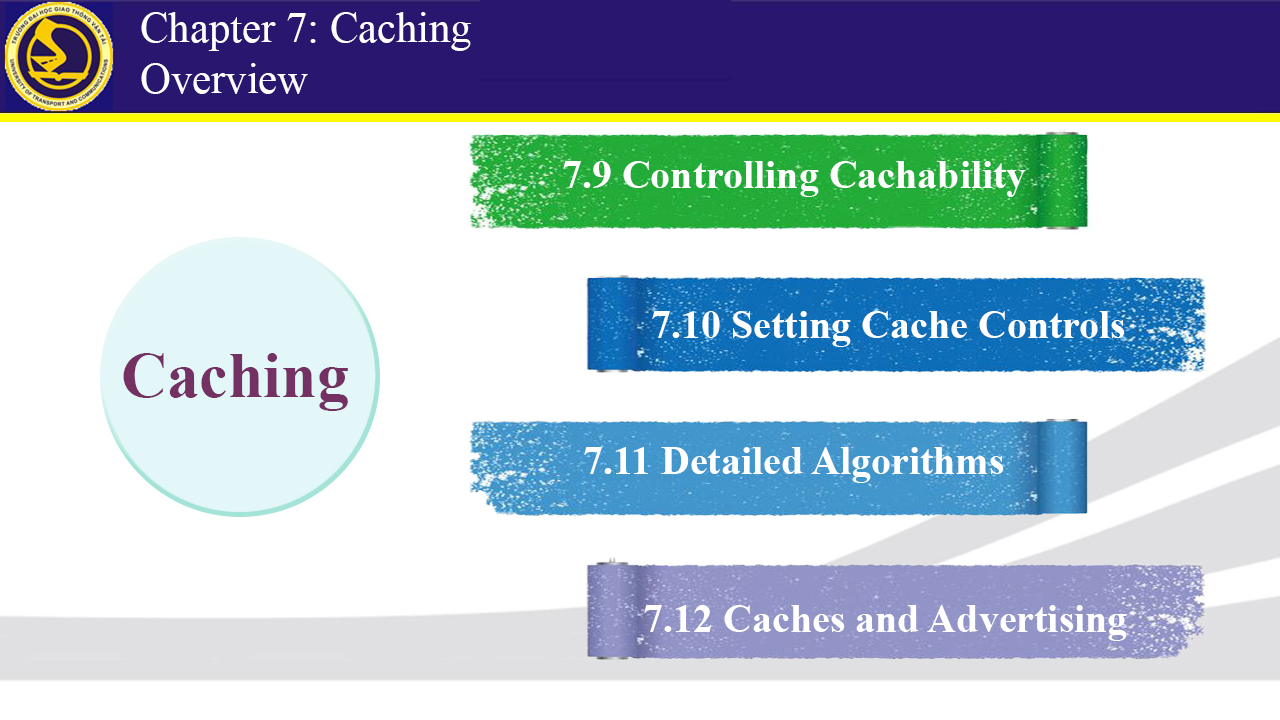 TRƯỜNG ĐẠI HỌC GIAO THÔNG VẬN TẢI
UNIVERSITY OF TRANSPORT AND COMMUNICATIONS
Chapter 7: Caching
Overview
7.9 Controlling Cachability
7.10 Setting Cache Controls
Caching
7.11 Detailed Algorithms
7.12 Caches and Advertising